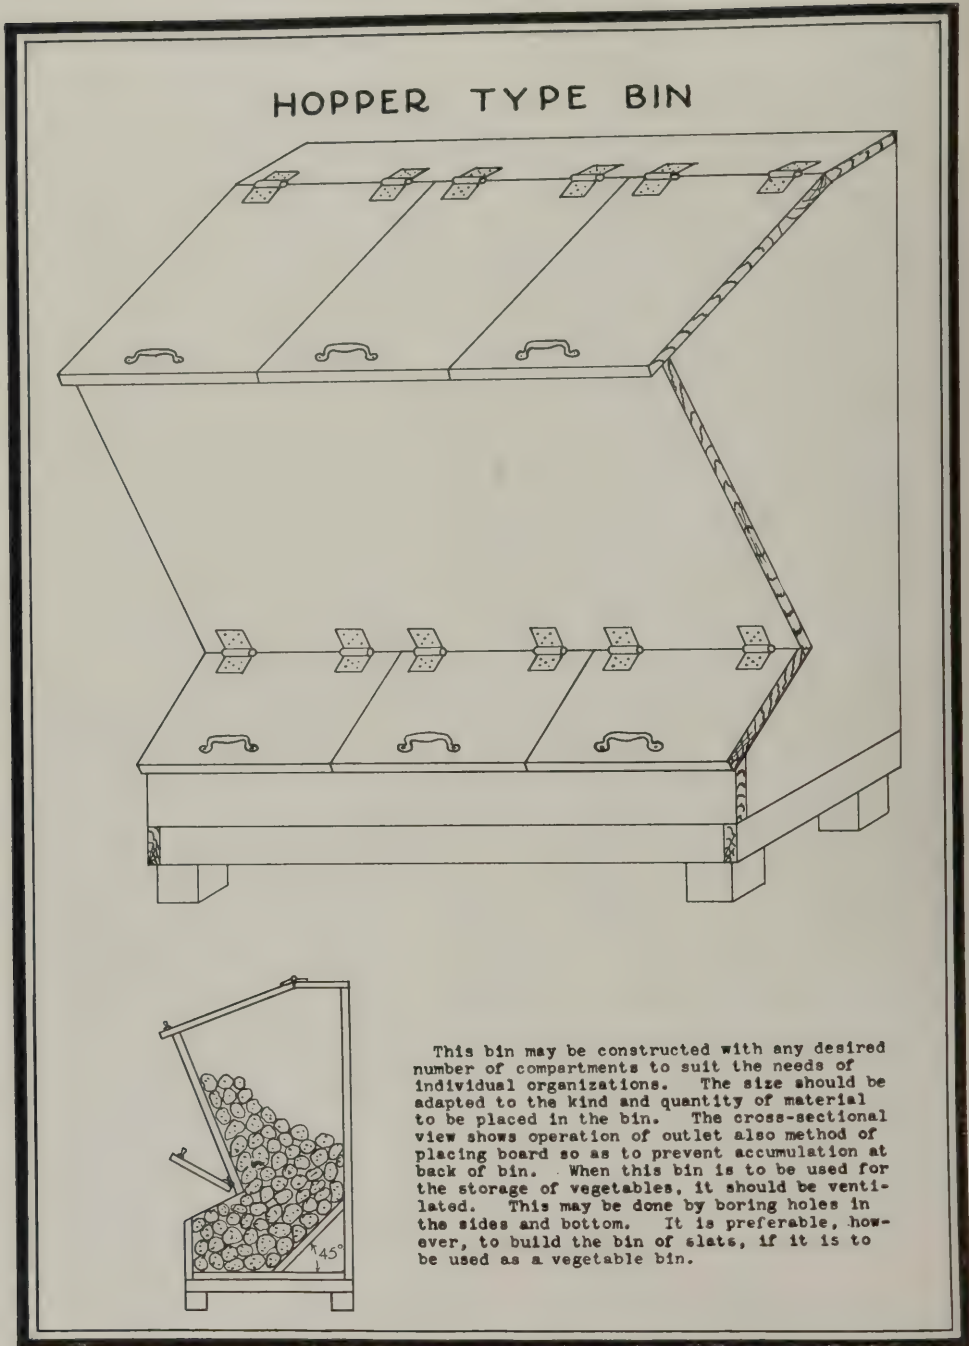 HOPPER TYPE BIN
45°
This bin may be constructed with any desired
number of compartments to suit the needs of
individual organizations. The size should be
adapted to the kind and quantity of material
to be placed in the bin. The cross-sectional
view shows operation of outlet also method of
placing board so as to prevent accumulation at
back of bin. When this bin is to be used for
the storage of vegetables, it should be venti-
lated. This may be done by boring holes in
the sides and bottom. It is preferable, how-
ever, to build the bin of slats, if it is to
be used as a vegetable bin.